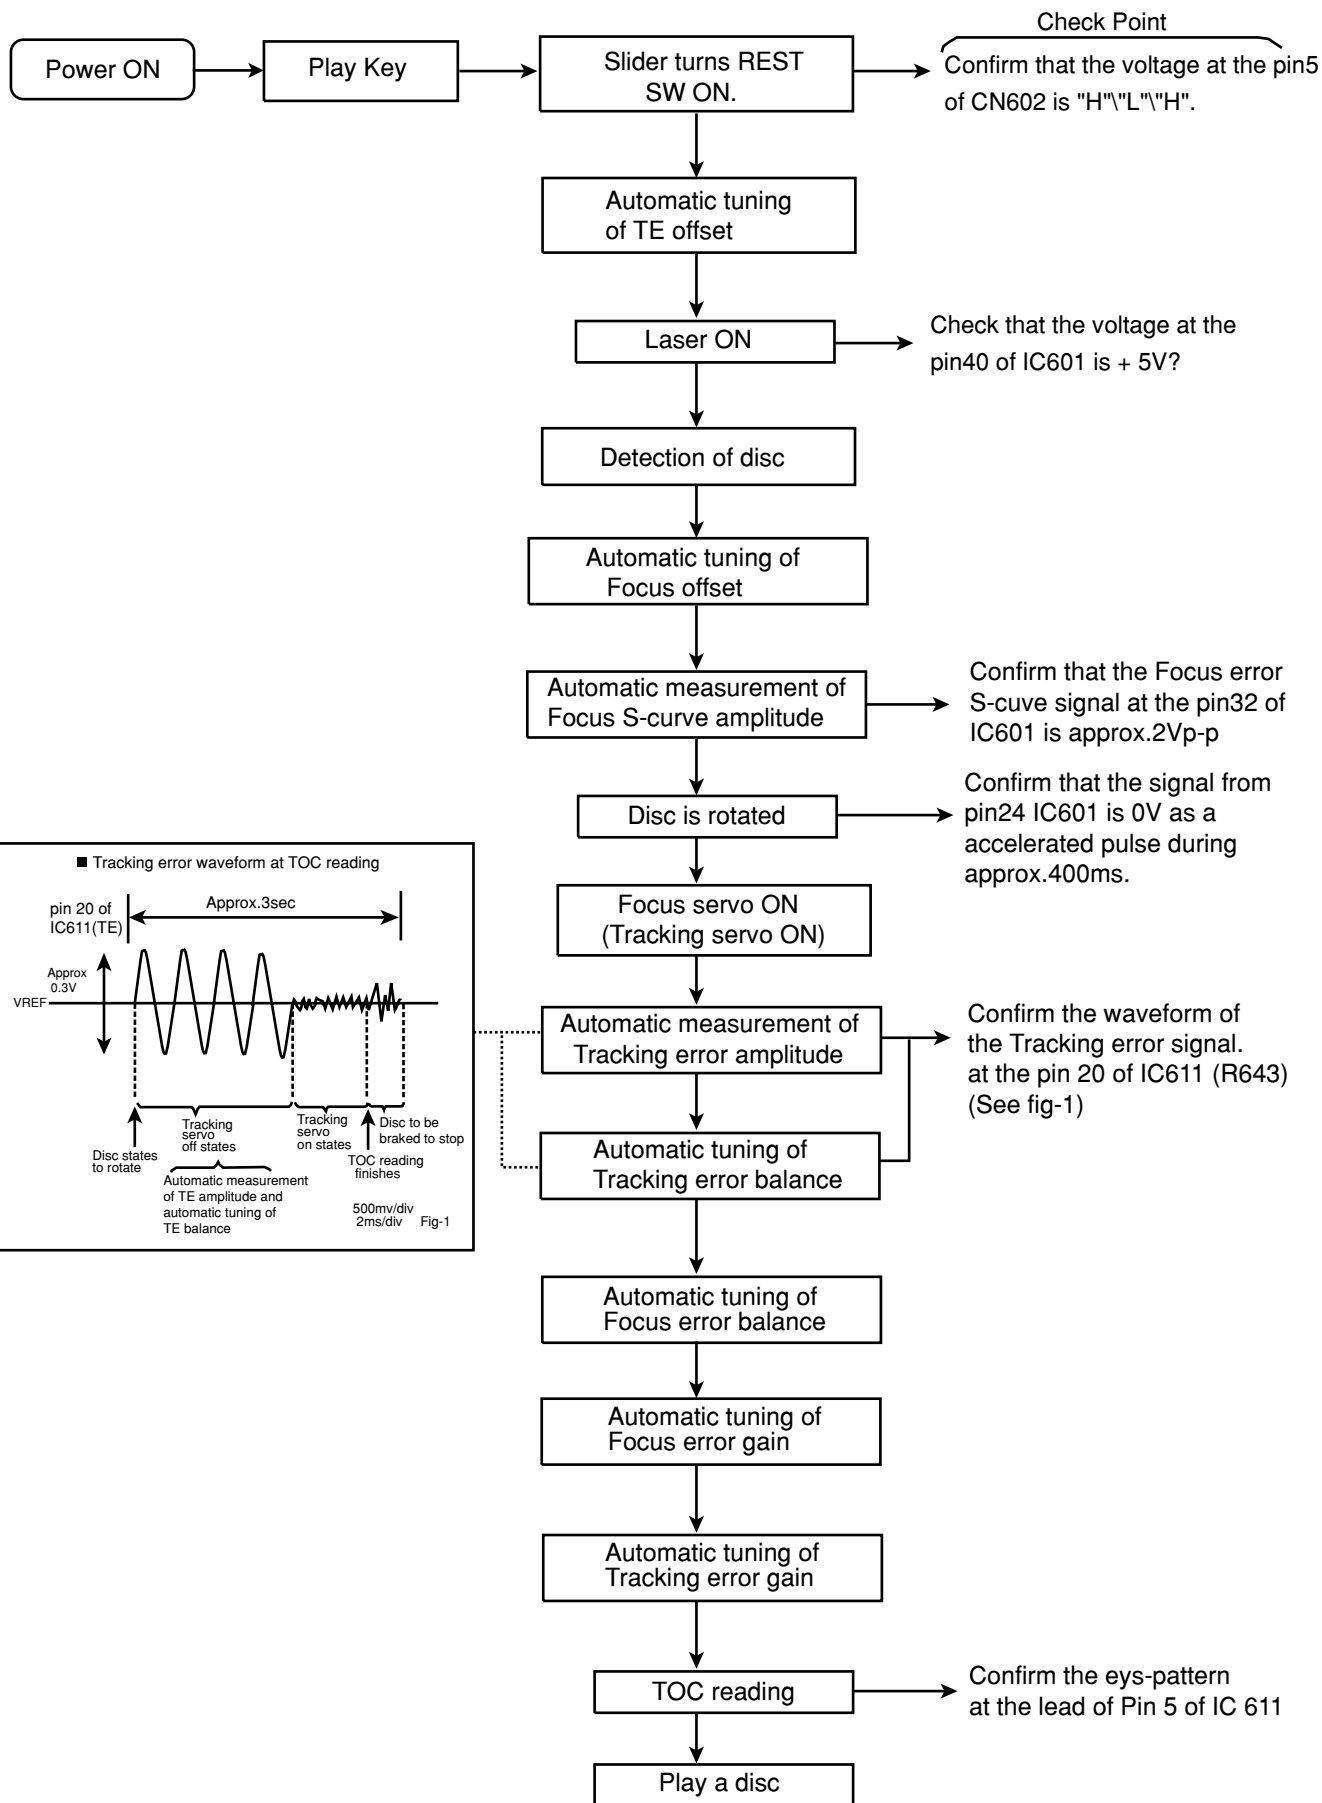 Check Point
Power ON
Play Key
Slider turns REST
SW ON.
Confirm that the voltage at the pin5
of CN602 is "H"\"L"\"H".
Automatic tuning
of TE offset
Laser ON
Check that the voltage at the
pin40 of IC601 is + 5V?
Detection of disc
Automatic tuning of
Focus offset
Automatic measurement of
Focus S-curve amplitude
Confirm that the Focus error
S-cuve signal at the pin32 of
IC601 is approx.2Vp-p
Disc is rotated
Confirm that the signal from
pin24 IC601 is 0V as a
accelerated pulse during
approx.400ms.
■ Tracking error waveform at TOC reading
pin 20 of
IC611(TE)
Approx.3sec
Approx
0.3V
VREF
Disc states
to rotate
Tracking
servo
off states
Tracking
servo
on states
Disc to be
braked to stop
TOC reading
finishes
Automatic measurement
of TE amplitude and
automatic tuning of
TE balance
500mv/div
2ms/div
Fig-1
Focus servo ON
(Tracking servo ON)
Automatic measurement of
Tracking error amplitude
Confirm the waveform of
the Tracking error signal.
at the pin 20 of IC611 (R643)
(See fig-1)
Automatic tuning of
Tracking error balance
Automatic tuning of
Focus error balance
Automatic tuning of
Focus error gain
Automatic tuning of
Tracking error gain
TOC reading
Confirm the eys-pattern
at the lead of Pin 5 of IC 611
Play a disc